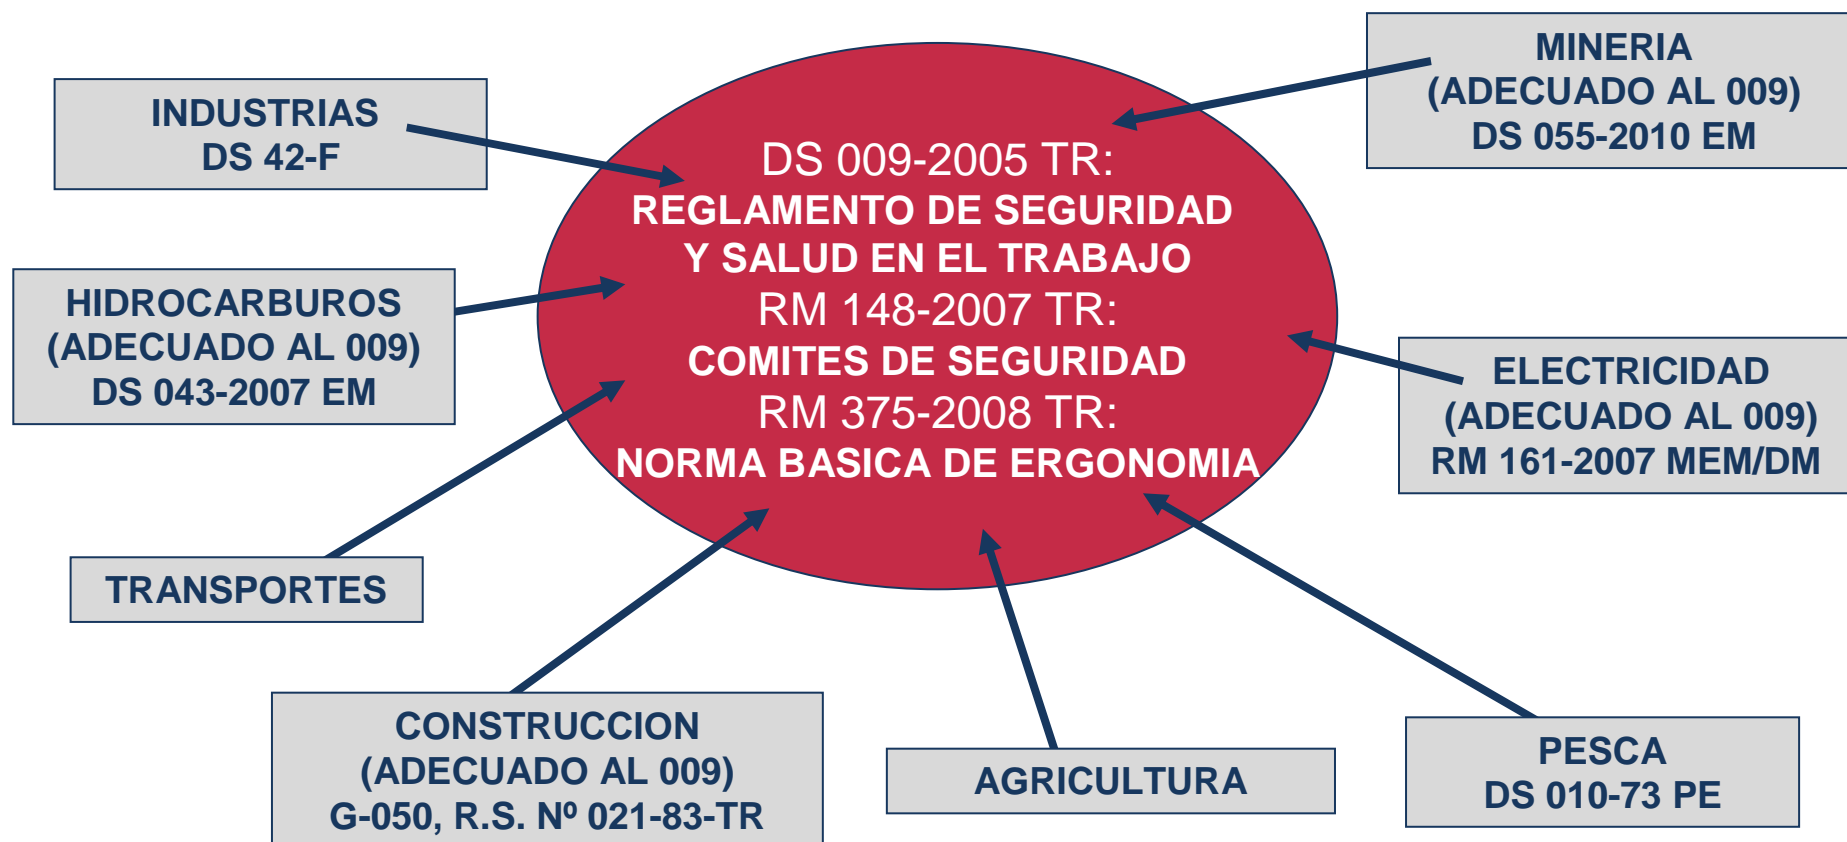 INDUSTRIAS
DS 42-F
HIDROCARBUROS
(ADECUADO AL 009)
DS 043-2007 EM
TRANSPORTES
CONSTRUCCION
(ADECUADO AL 009)
G-050, R.S. Nº 021-83-TR
DS 009-2005 TR:
REGLAMENTO DE SEGURIDAD
Y SALUD EN EL TRABAJO
RM 148-2007 TR:
COMITES DE SEGURIDAD
RM 375-2008 TR:
NORMA BASICA DE ERGONOMIA
AGRICULTURA
MINERIA
(ADECUADO AL 009)
DS 055-2010 EM
ELECTRICIDAD
(ADECUADO AL 009)
RM 161-2007 MEM/DM
PESCA
DS 010-73 PE